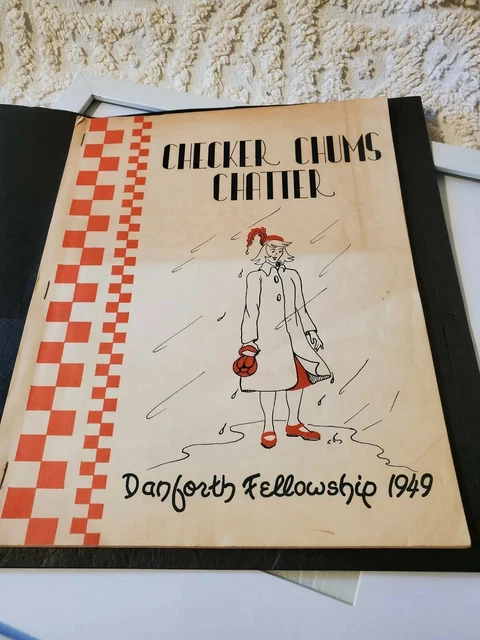 CHECKER CHUMS
CHATTER
Danforth Fellowship 1949